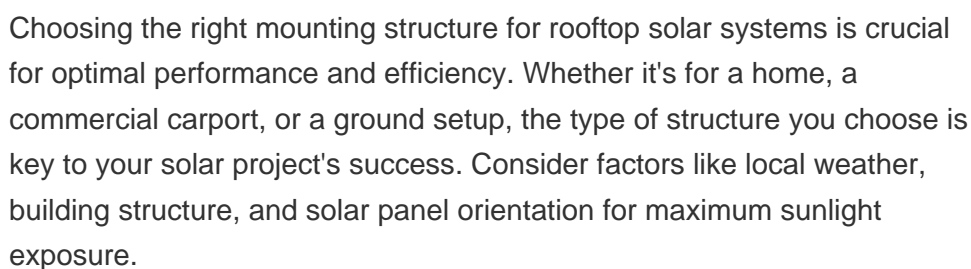 Choosing the right mounting structure for rooftop solar systems is crucial
for optimal performance and efficiency. Whether it's for a home, a
commercial carport, or a ground setup, the type of structure you choose is
key to your solar project's success. Consider factors like local weather,
building structure, and solar panel orientation for maximum sunlight
exposure.